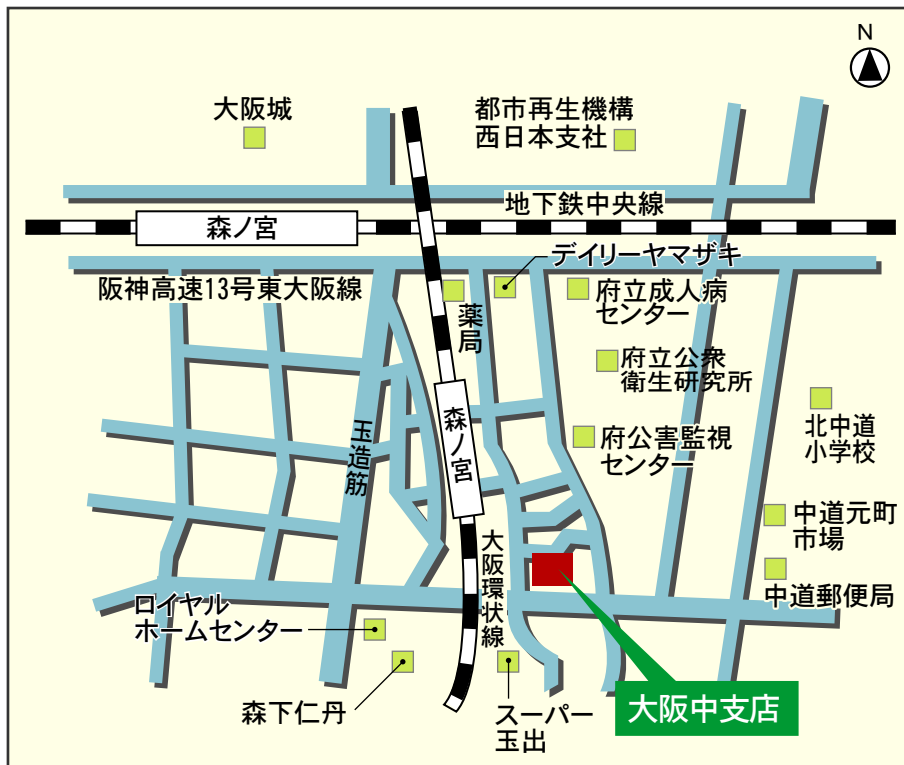 N
大阪城
都市再生機構
西日本支社
地下鉄中央線
森ノ宮
デイリーヤマザキ
阪神高速13号東大阪線
薬局
府立成人病
センター
府立公衆
衛生研究所
北中道
小学校
玉造筋
森ノ宮
府公害監視
センター
中道元町
市場
大阪環状線
中道郵便局
ロイヤル
ホームセンター
森下仁丹
スーパー
玉出
大阪中支店